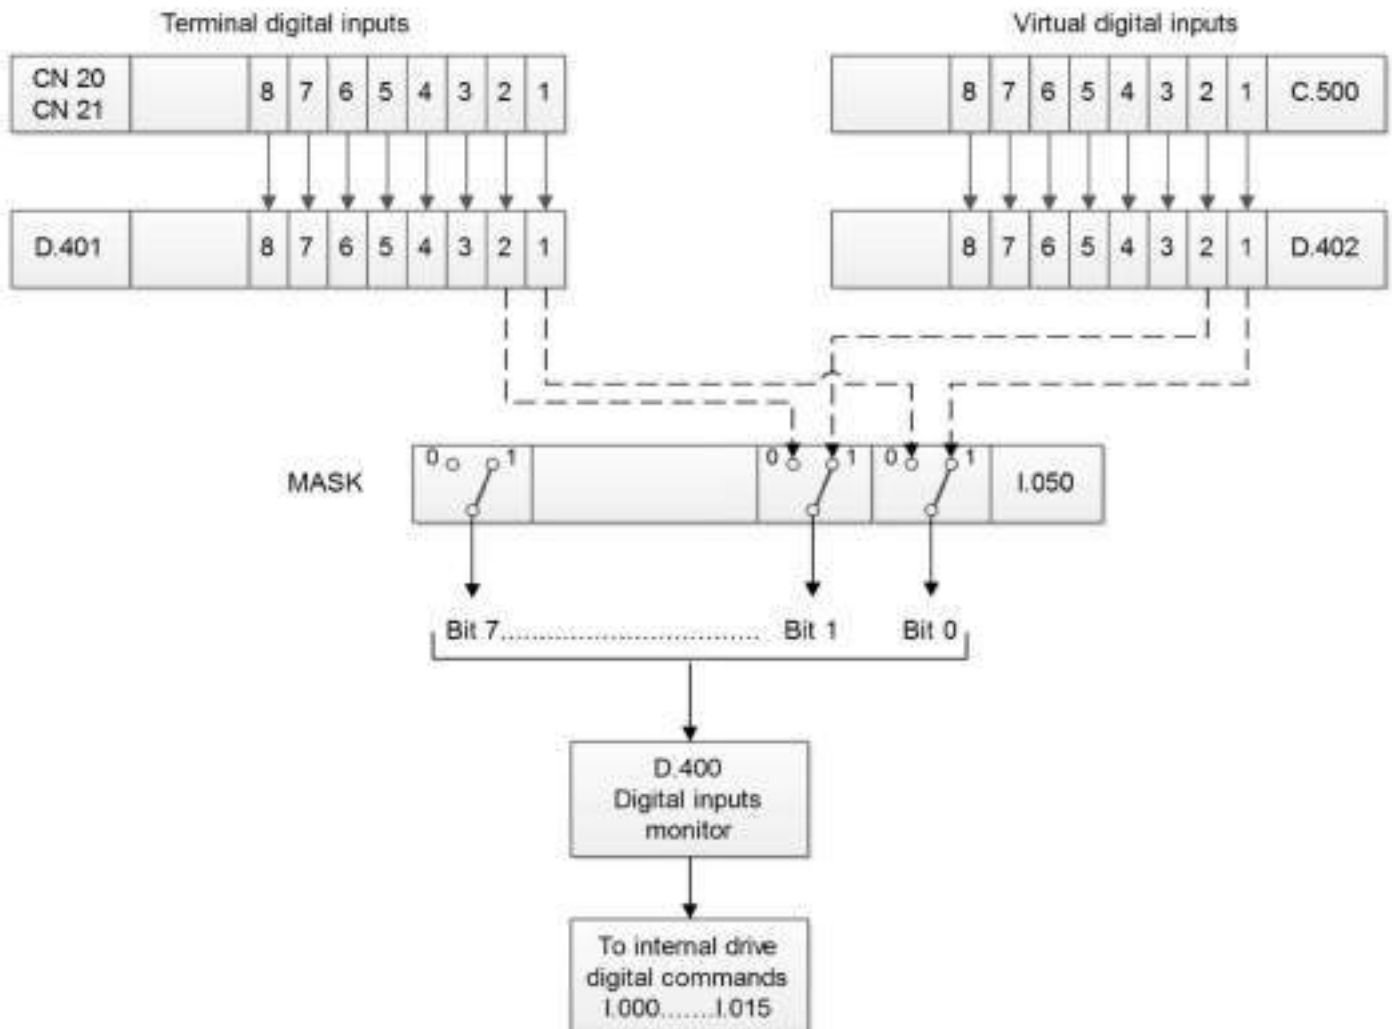 Terminal digital inputs
Virtual digital inputs
CN 20
CN 21
8 7 6 5 4 3 2 1
8 7 6 5 4 3 2 1 C.500
D.401 8 7 6 5 4 3 2 1
8 7 6 5 4 3 2 1 D.402
MASK
0 1 0 1 0 1 I.050
Bit 7.................................. Bit 1 Bit 0
D.400
Digital inputs
monitor
To internal drive
digital commands
I.000.......I.015